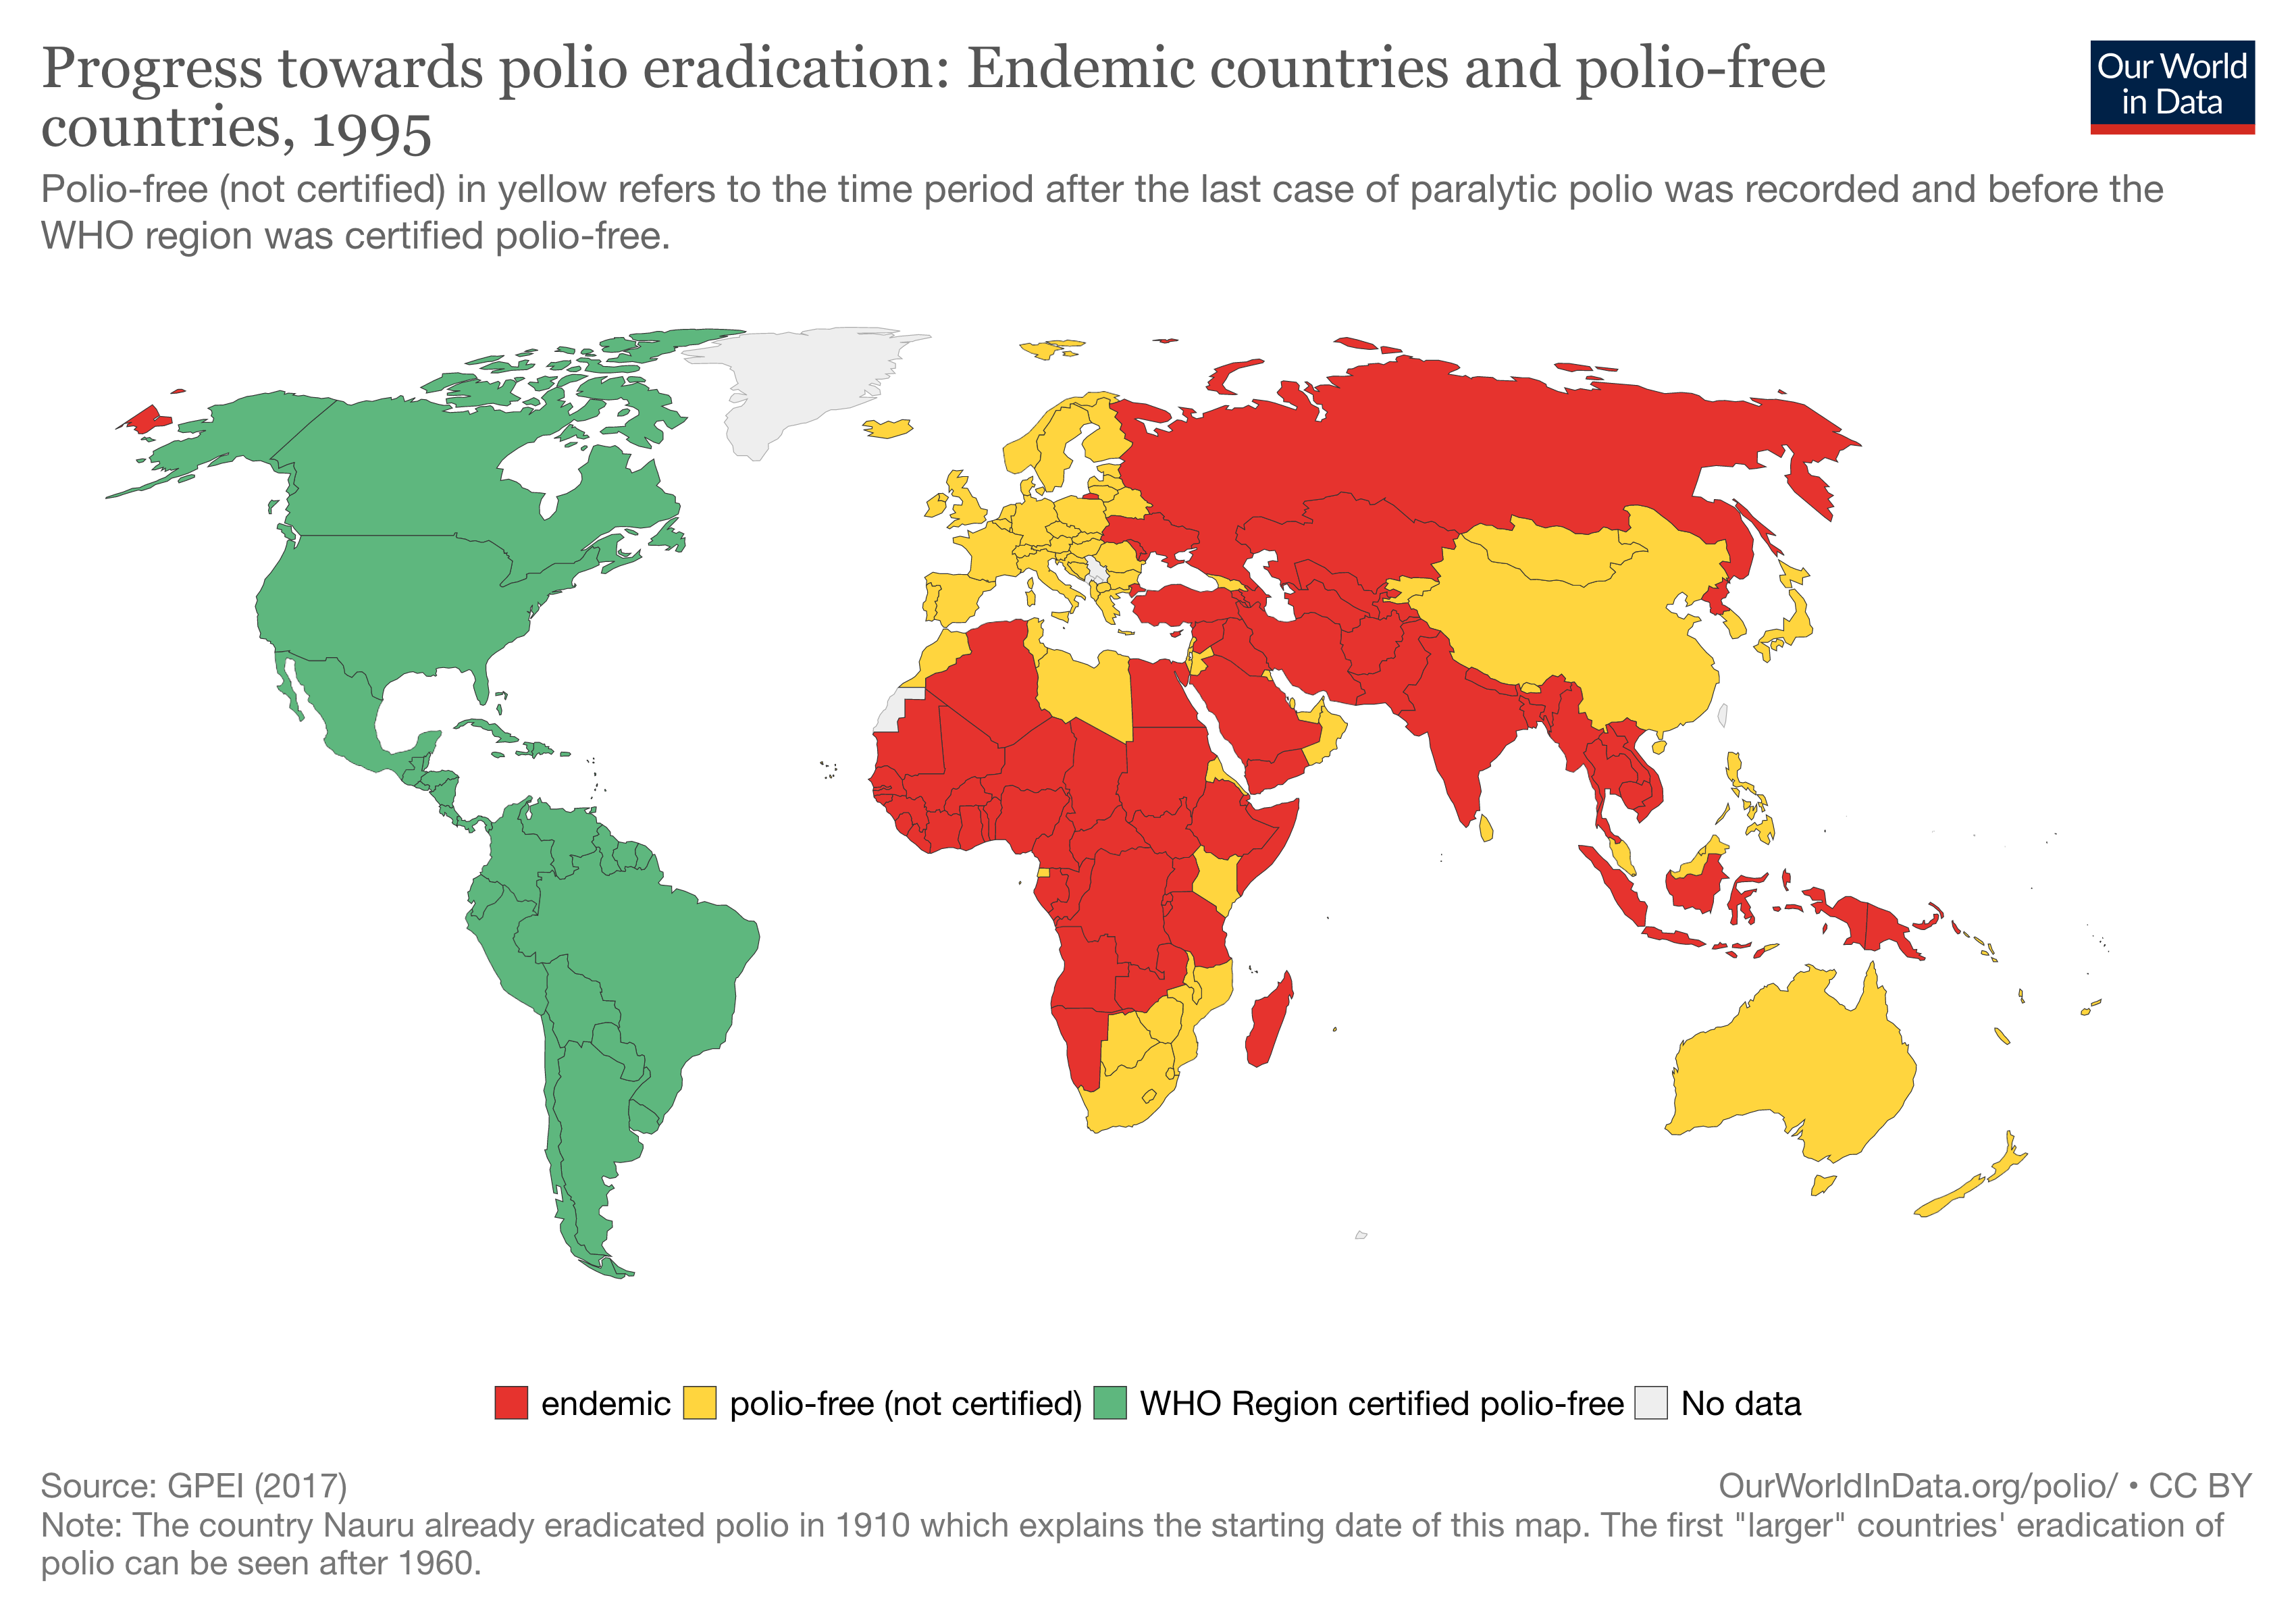 Progress towards polio eradication: Endemic countries and polio-free
countries, 1995
Our World
in Data
Polio-free (not certified) in yellow refers to the time period after the last case of paralytic polio was recorded and before the
WHO region was certified polio-free.
endemic polio-free (not certified) WHO Region certified polio-free No data
Source: GPEI (2017)
OurWorldInData.org/polio/ • CC BY
Note: The country Nauru already eradicated polio in 1910 which explains the starting date of this map. The first "larger" countries' eradication of
polio can be seen after 1960.